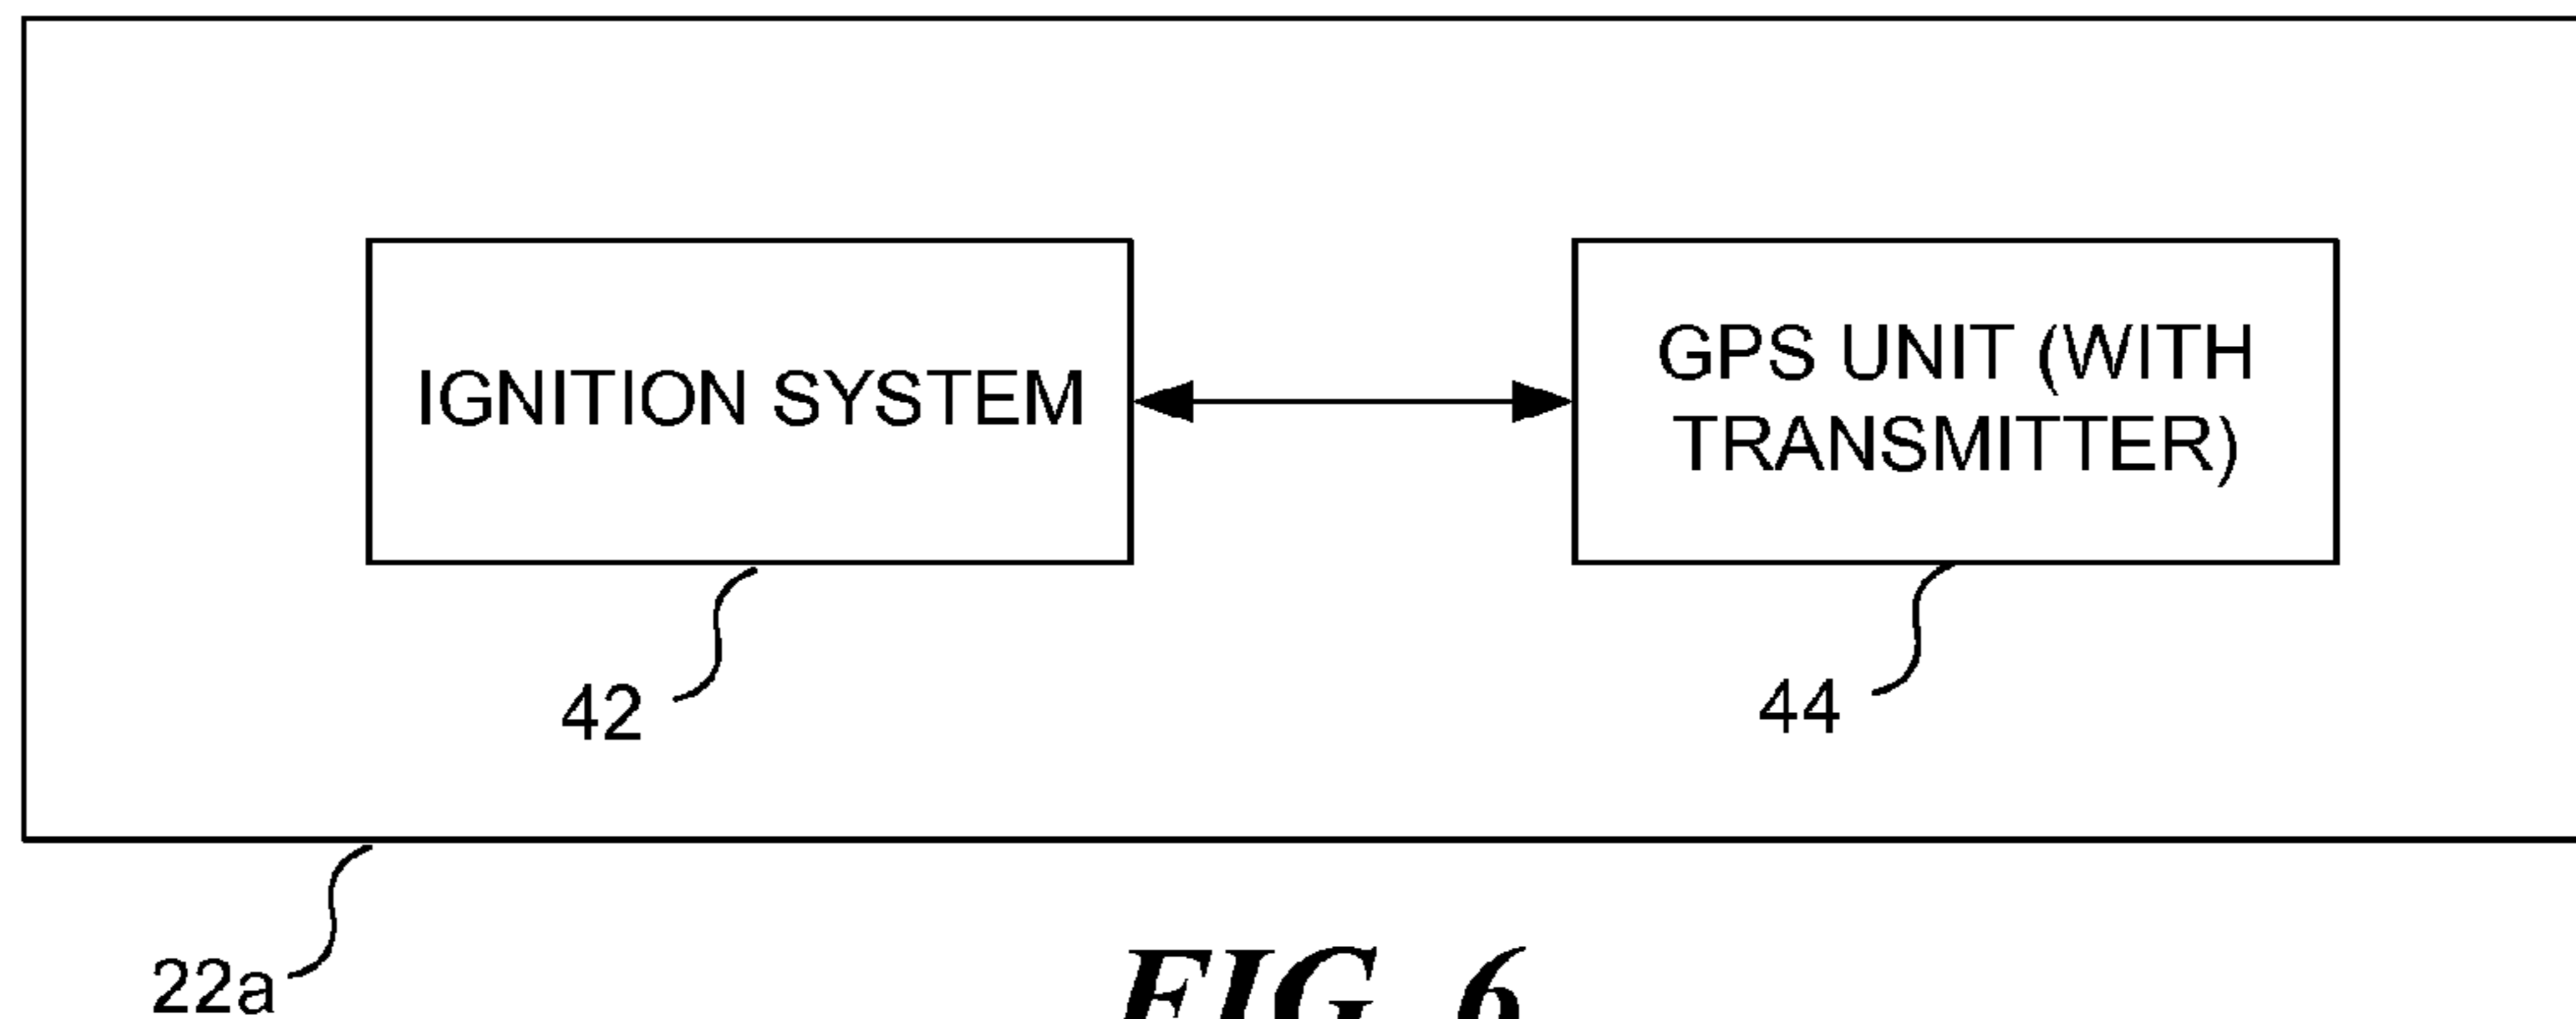 IGNITION SYSTEM
GPS UNIT (WITH
TRANSMITTER)
42
44
22a
FIG 6